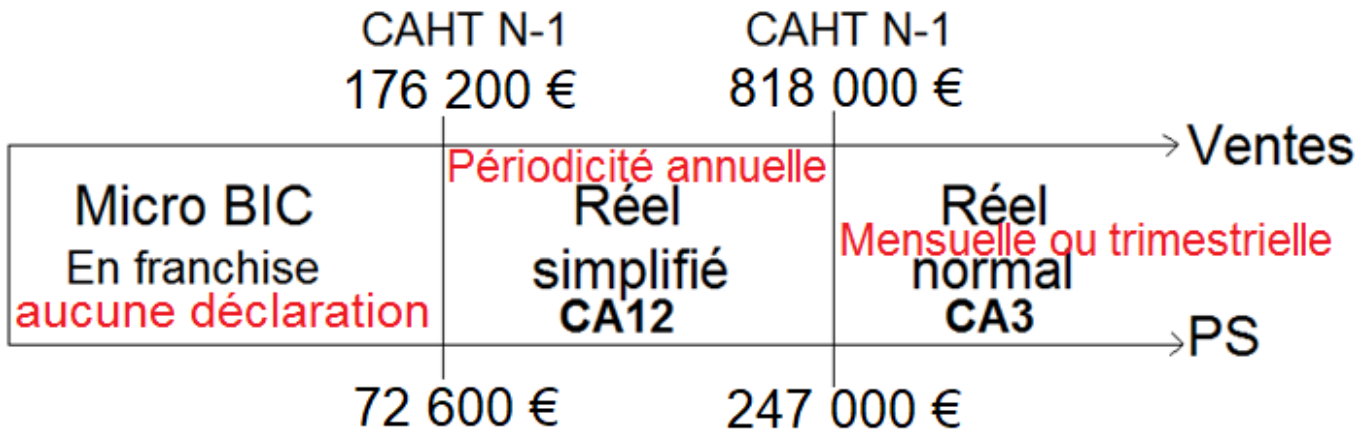 CAHT N-1
176 200 €
CAHT N-1
818 000 €
Ventes
Périodicité annuelle
Micro BIC
En franchise
aucune déclaration
Réel
simplifié
CA12
Réel
Mensuelle ou trimestrielle
normal
CA3
PS
72 600 €
247 000 €